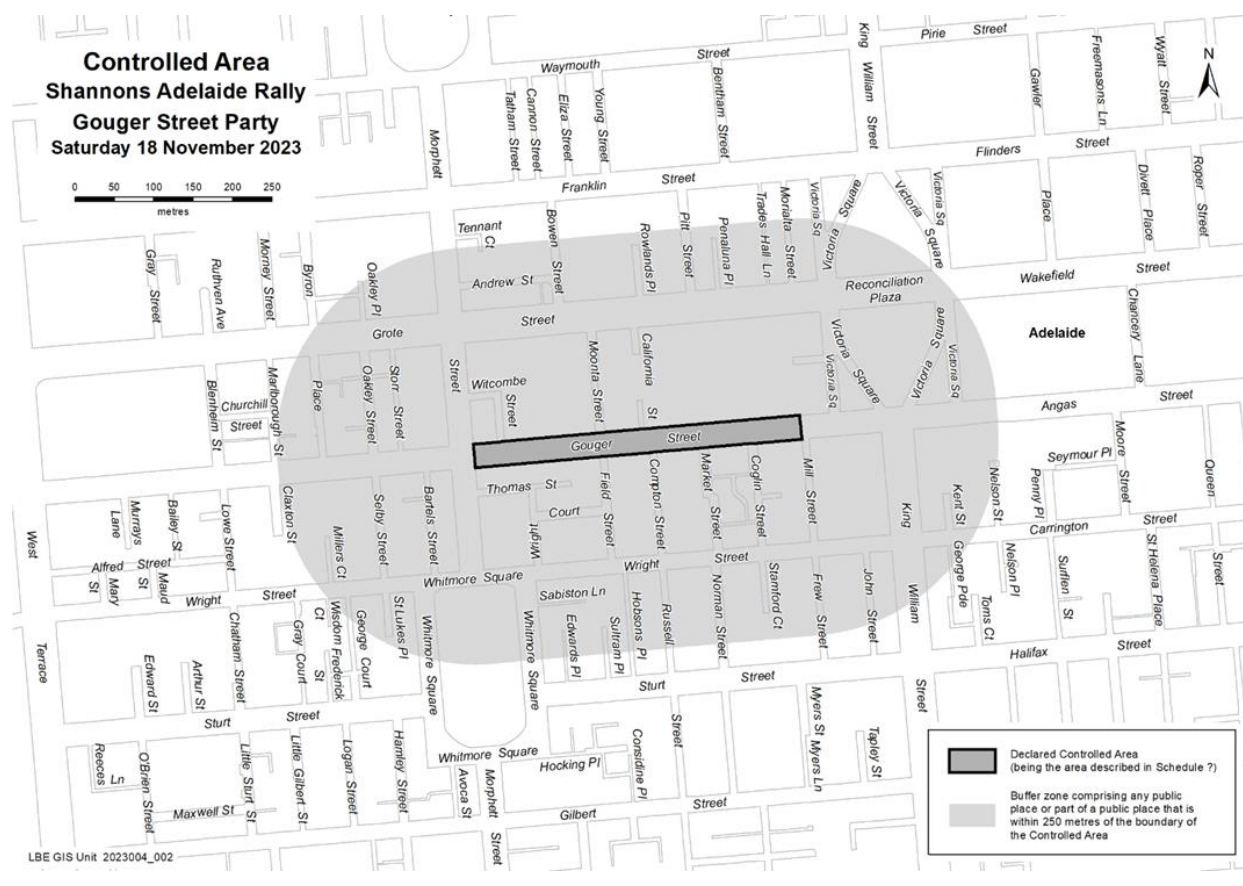 Controlled Area
Shannons Adelaide Rally
Gouger Street Party
Saturday 18 November 2023
0 50 100 150 200 250
metres
N
Pirie Street
Waymouth Street
King William Street
Gawler Place
Freemasons Ln
Wyatt Street
Tatham Street
Cannon Street
Eliza Street
Young Street
Bentham Street
Morphett Street
Flinders Street
Franklin Street
Divett Place
Roper Street
Victoria Sq
Victoria Square
Victoria Square
Victoria Sq
Tennant Ct
Bowen Street
Rowlands Pl
Pitt Street
Penaluna Pl
Trades Hall Ln
Morialta Street
Gray Street
Ruthven Ave
Morney Street
Byron Place
Oakley Pl
Andrew St
Reconciliation Plaza
Wakefield Street
Grote Street
Adelaide
Chancery Lane
Moonta Street
California St
Victoria Square
Victoria Sq
Victoria Square
Victoria Sq
Witcombe Street
Storr Street
Oakley Street
Blenheim St
Churchill Street
Marlborough St
Angas Street
Gouger Street
Moore Street
Seymour Pl
Penny Pl
Queen Street
Thomas St
Court
Wright
Field Street
Compton Street
Market Street
Coglin Street
Mill Street
Nelson St
Kent St
Carrington Street
West Terrace
Murrays Lane
Bailey St
Lowe Street
Claxton St
Millers Ct
Selby Street
Bartels Street
Alfred Street
Mary St
Maud St
Wright Street
Whitmore Square
Wright Street
King William Street
George Pde
Toms Ct
Nelson Pl
Surflen St
St Helena Place
Sabiston Ln
Edwards Pl
Sultram Pl
Hobsons Pl
Russell Street
Norman Street
Stamford Ct
Frew Street
John Street
Halifax Street
Chatham Street
Gray Court
Wisdom Ct
Frederick St
George Court
St Lukes Pl
Whitmore Square
Whitmore Square
Edward St
Arthur St
Sturt Street
Sturt Street
Myers St
Myers Ln
Tapley St
Reeces Ln
O'Brien Street
Little Sturt St
Little Gilbert St
Logan Street
Hamley Street
Whitmore Square
Avoca St
Morphett Street
Hocking Pl
Considine Pl
Maxwell St
Gilbert Street
Declared Controlled Area
(being the area described in Schedule ?)
Buffer zone comprising any public
place or part of a public place that is
within 250 metres of the boundary of
the Controlled Area
LBE GIS Unit 2023004_002